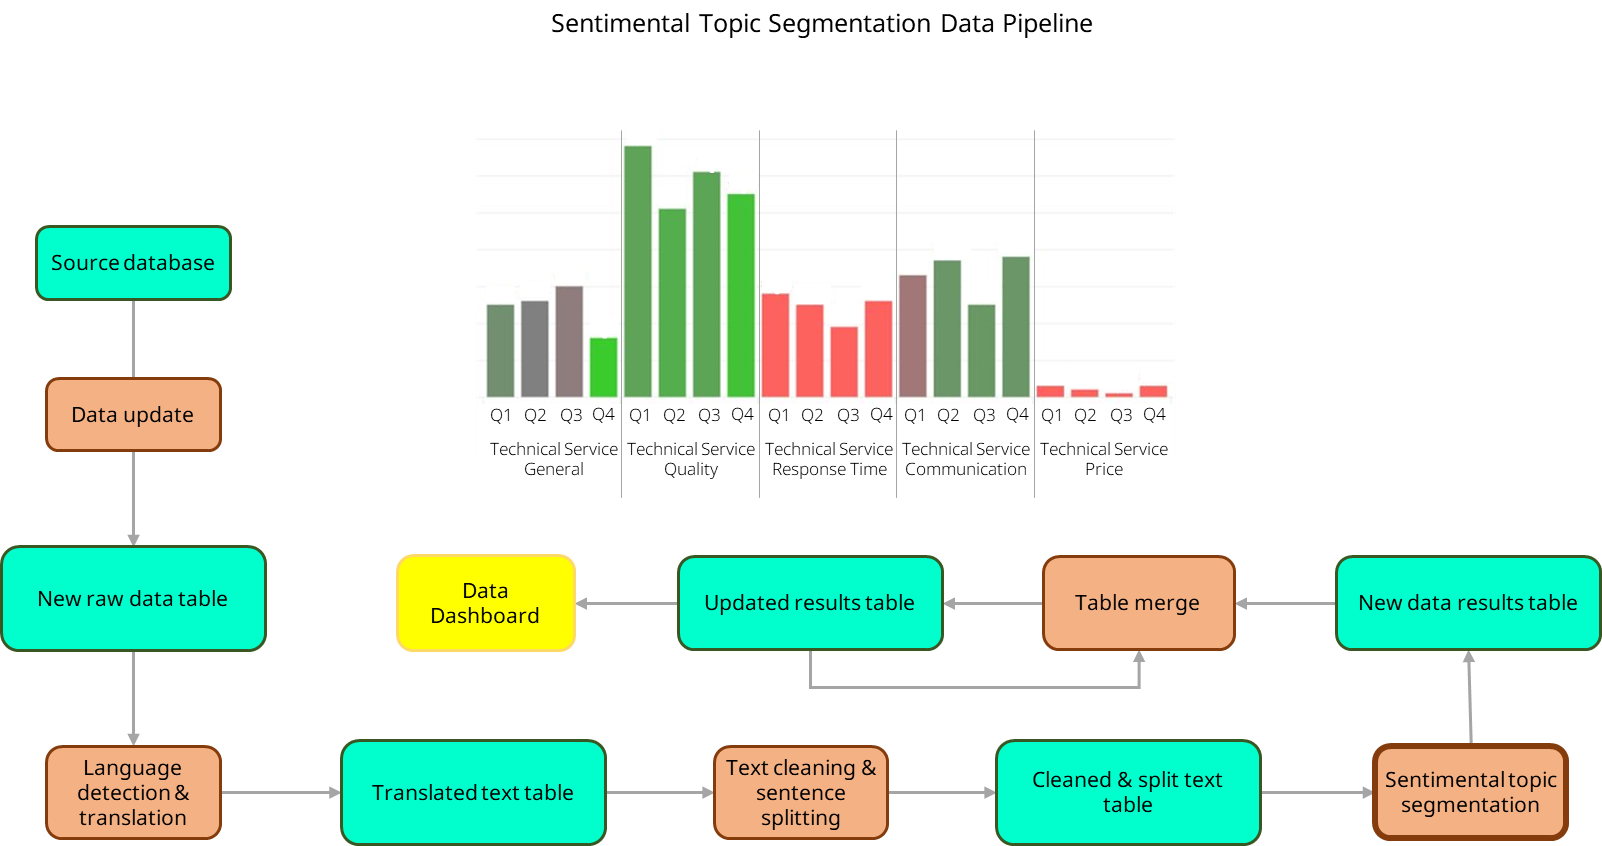 Sentimental Topic Segmentation Data Pipeline
Q1 Q2 Q3 Q4 Q1 Q2 Q3 Q4 Q1 Q2 Q3 Q4 Q1 Q2 Q3 Q4 Q1 Q2 Q3 Q4
Technical Service
General
Technical Service
Quality
Technical Service
Response Time
Technical Service
Communication
Technical Service
Price
Source database
Data update
New raw data table
Language
detection &
translation
Translated text table
Text cleaning &
sentence
splitting
Cleaned & split text
table
Sentimental topic
segmentation
New data results table
Table merge
Updated results table
Data
Dashboard